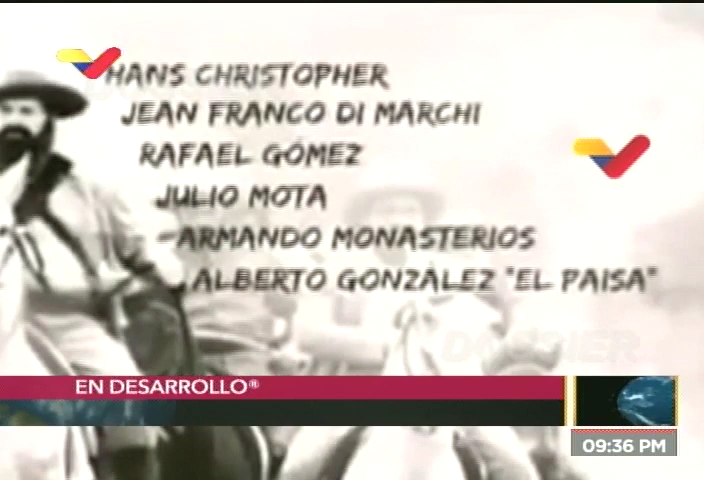 HANS CHRISTOPHER
JEAN FRANCO DI MARCHI
RAFAEL GÓMEZ
JULIO MOTA
ARMANDO MONASTERIOS
ALBERTO GONZÁLEZ "EL PAISA"
DOSSIER
EN DESARROLLO®
09:36 PM